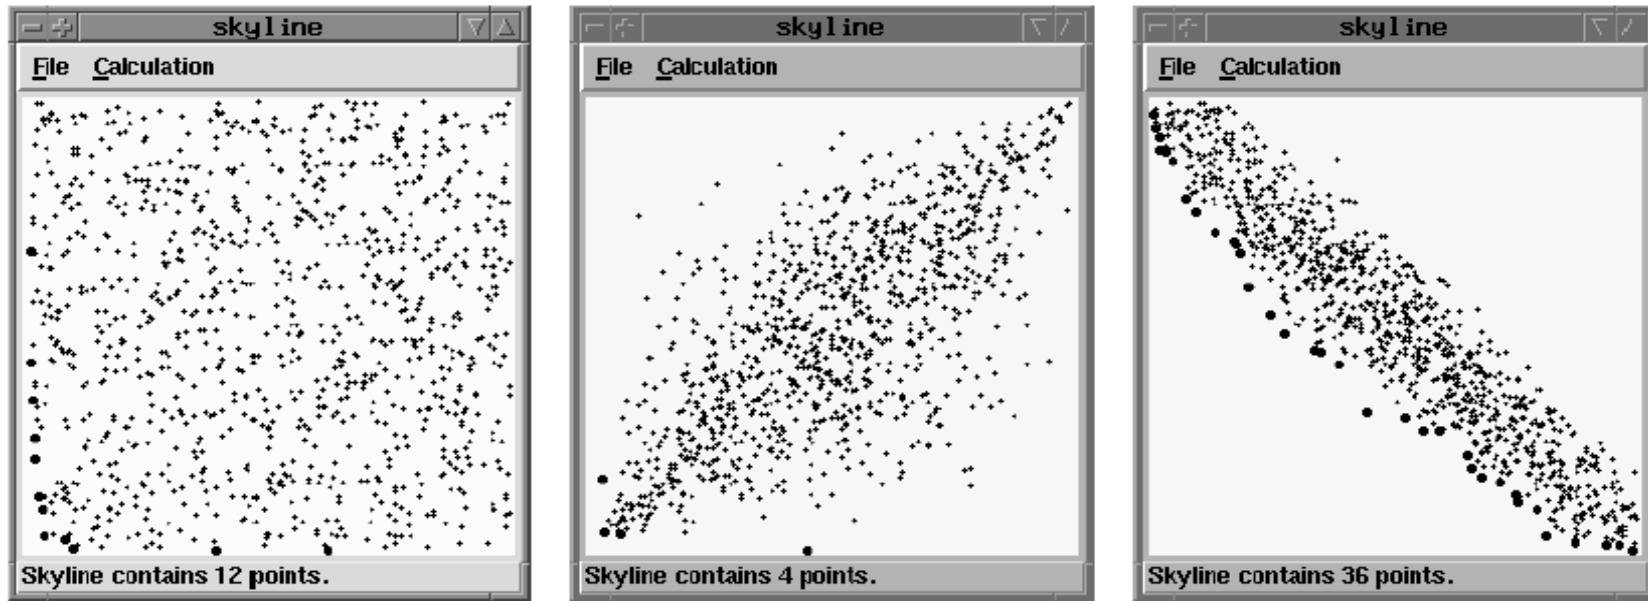 skyline
File Calculation
Skyline contains 12 points.
skyline
File Calculation
Skyline contains 4 points.
skyline
File Calculation
Skyline contains 36 points.